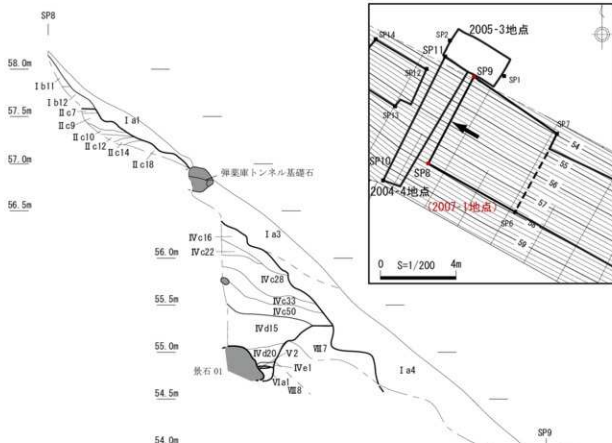 SP8
58.0m
Ⅰb11
57.5m
Ⅰb12
Ⅱc7
Ⅰa1
Ⅱc9
Ⅱc10
Ⅱc12
Ⅱc14
57.0m
Ⅱc18
弾薬庫トンネル基礎石
56.5m
Ⅰa3
Ⅳc16
56.0m
Ⅳc22
Ⅳc28
55.5m
Ⅳc33
Ⅳc50
Ⅳd15
55.0m
Ⅷ7
Ⅳd20
Ⅴ2
Ⅳe1
景石01
Ⅵa1
Ⅷ8
Ⅰa4
54.5m
54.0m
SP9
2005-3地点
SP14
SP2
SP11
SP12
SP9
SP1
SP13
SP7
54
55
56
57
58
59
SP10
SP8
2004-4地点
(2007-1地点)
SP6
0
S=1/200
4m